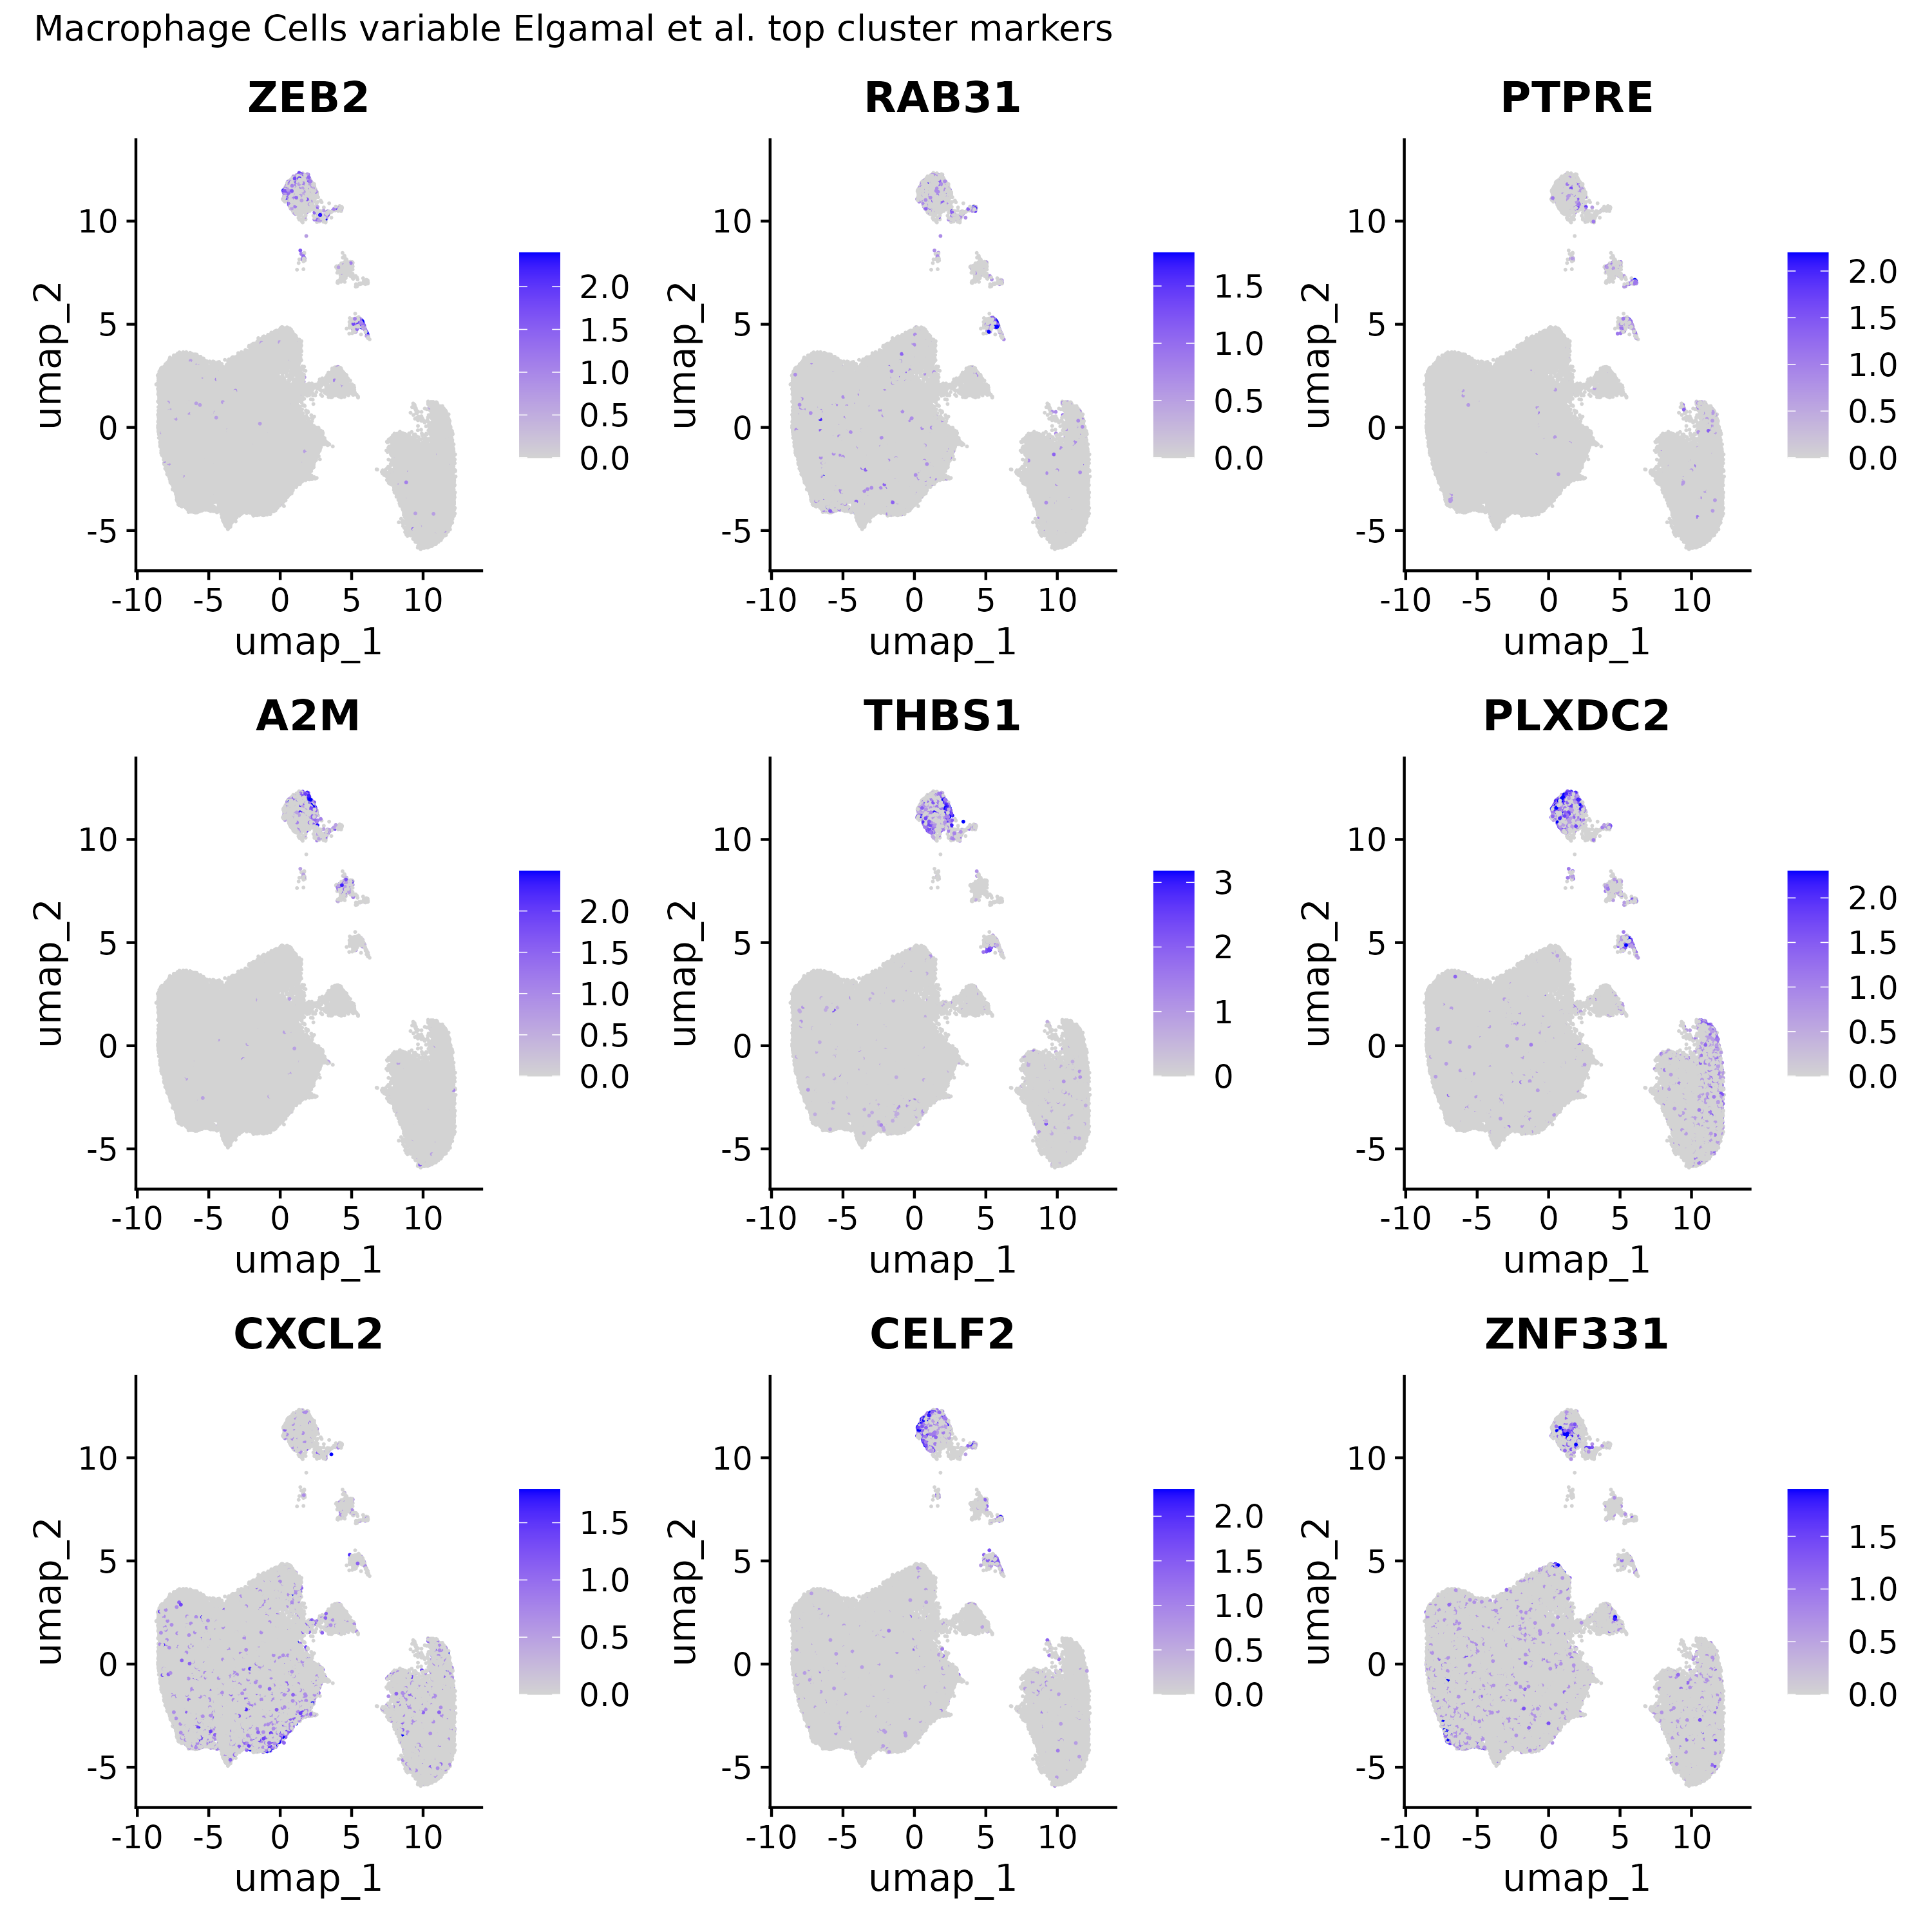 Macrophage Cells variable Elgamal et al. top cluster markers
ZEB2 RAB31 PTPRE
umap_2 10 5 0 -5 2.0 1.5 1.0 0.5 0.0 umap_2 10 5 0 -5 1.5 1.0 0.5 0.0 umap_2 10 5 0 -5 2.0 1.5 1.0 0.5 0.0
-10 -5 0 5 10 -10 -5 0 5 10 -10 -5 0 5 10
umap_1 umap_1 umap_1
A2M THBS1 PLXDC2
umap_2 10 5 0 -5 2.0 1.5 1.0 0.5 0.0 umap_2 10 5 0 -5 3 2 1 0 umap_2 10 5 0 -5 2.0 1.5 1.0 0.5 0.0
-10 -5 0 5 10 -10 -5 0 5 10 -10 -5 0 5 10
umap_1 umap_1 umap_1
CXCL2 CELF2 ZNF331
umap_2 10 5 0 -5 1.5 1.0 0.5 0.0 umap_2 10 5 0 -5 2.0 1.5 1.0 0.5 0.0 umap_2 10 5 0 -5 1.5 1.0 0.5 0.0
-10 -5 0 5 10 -10 -5 0 5 10 -10 -5 0 5 10
umap_1 umap_1 umap_1